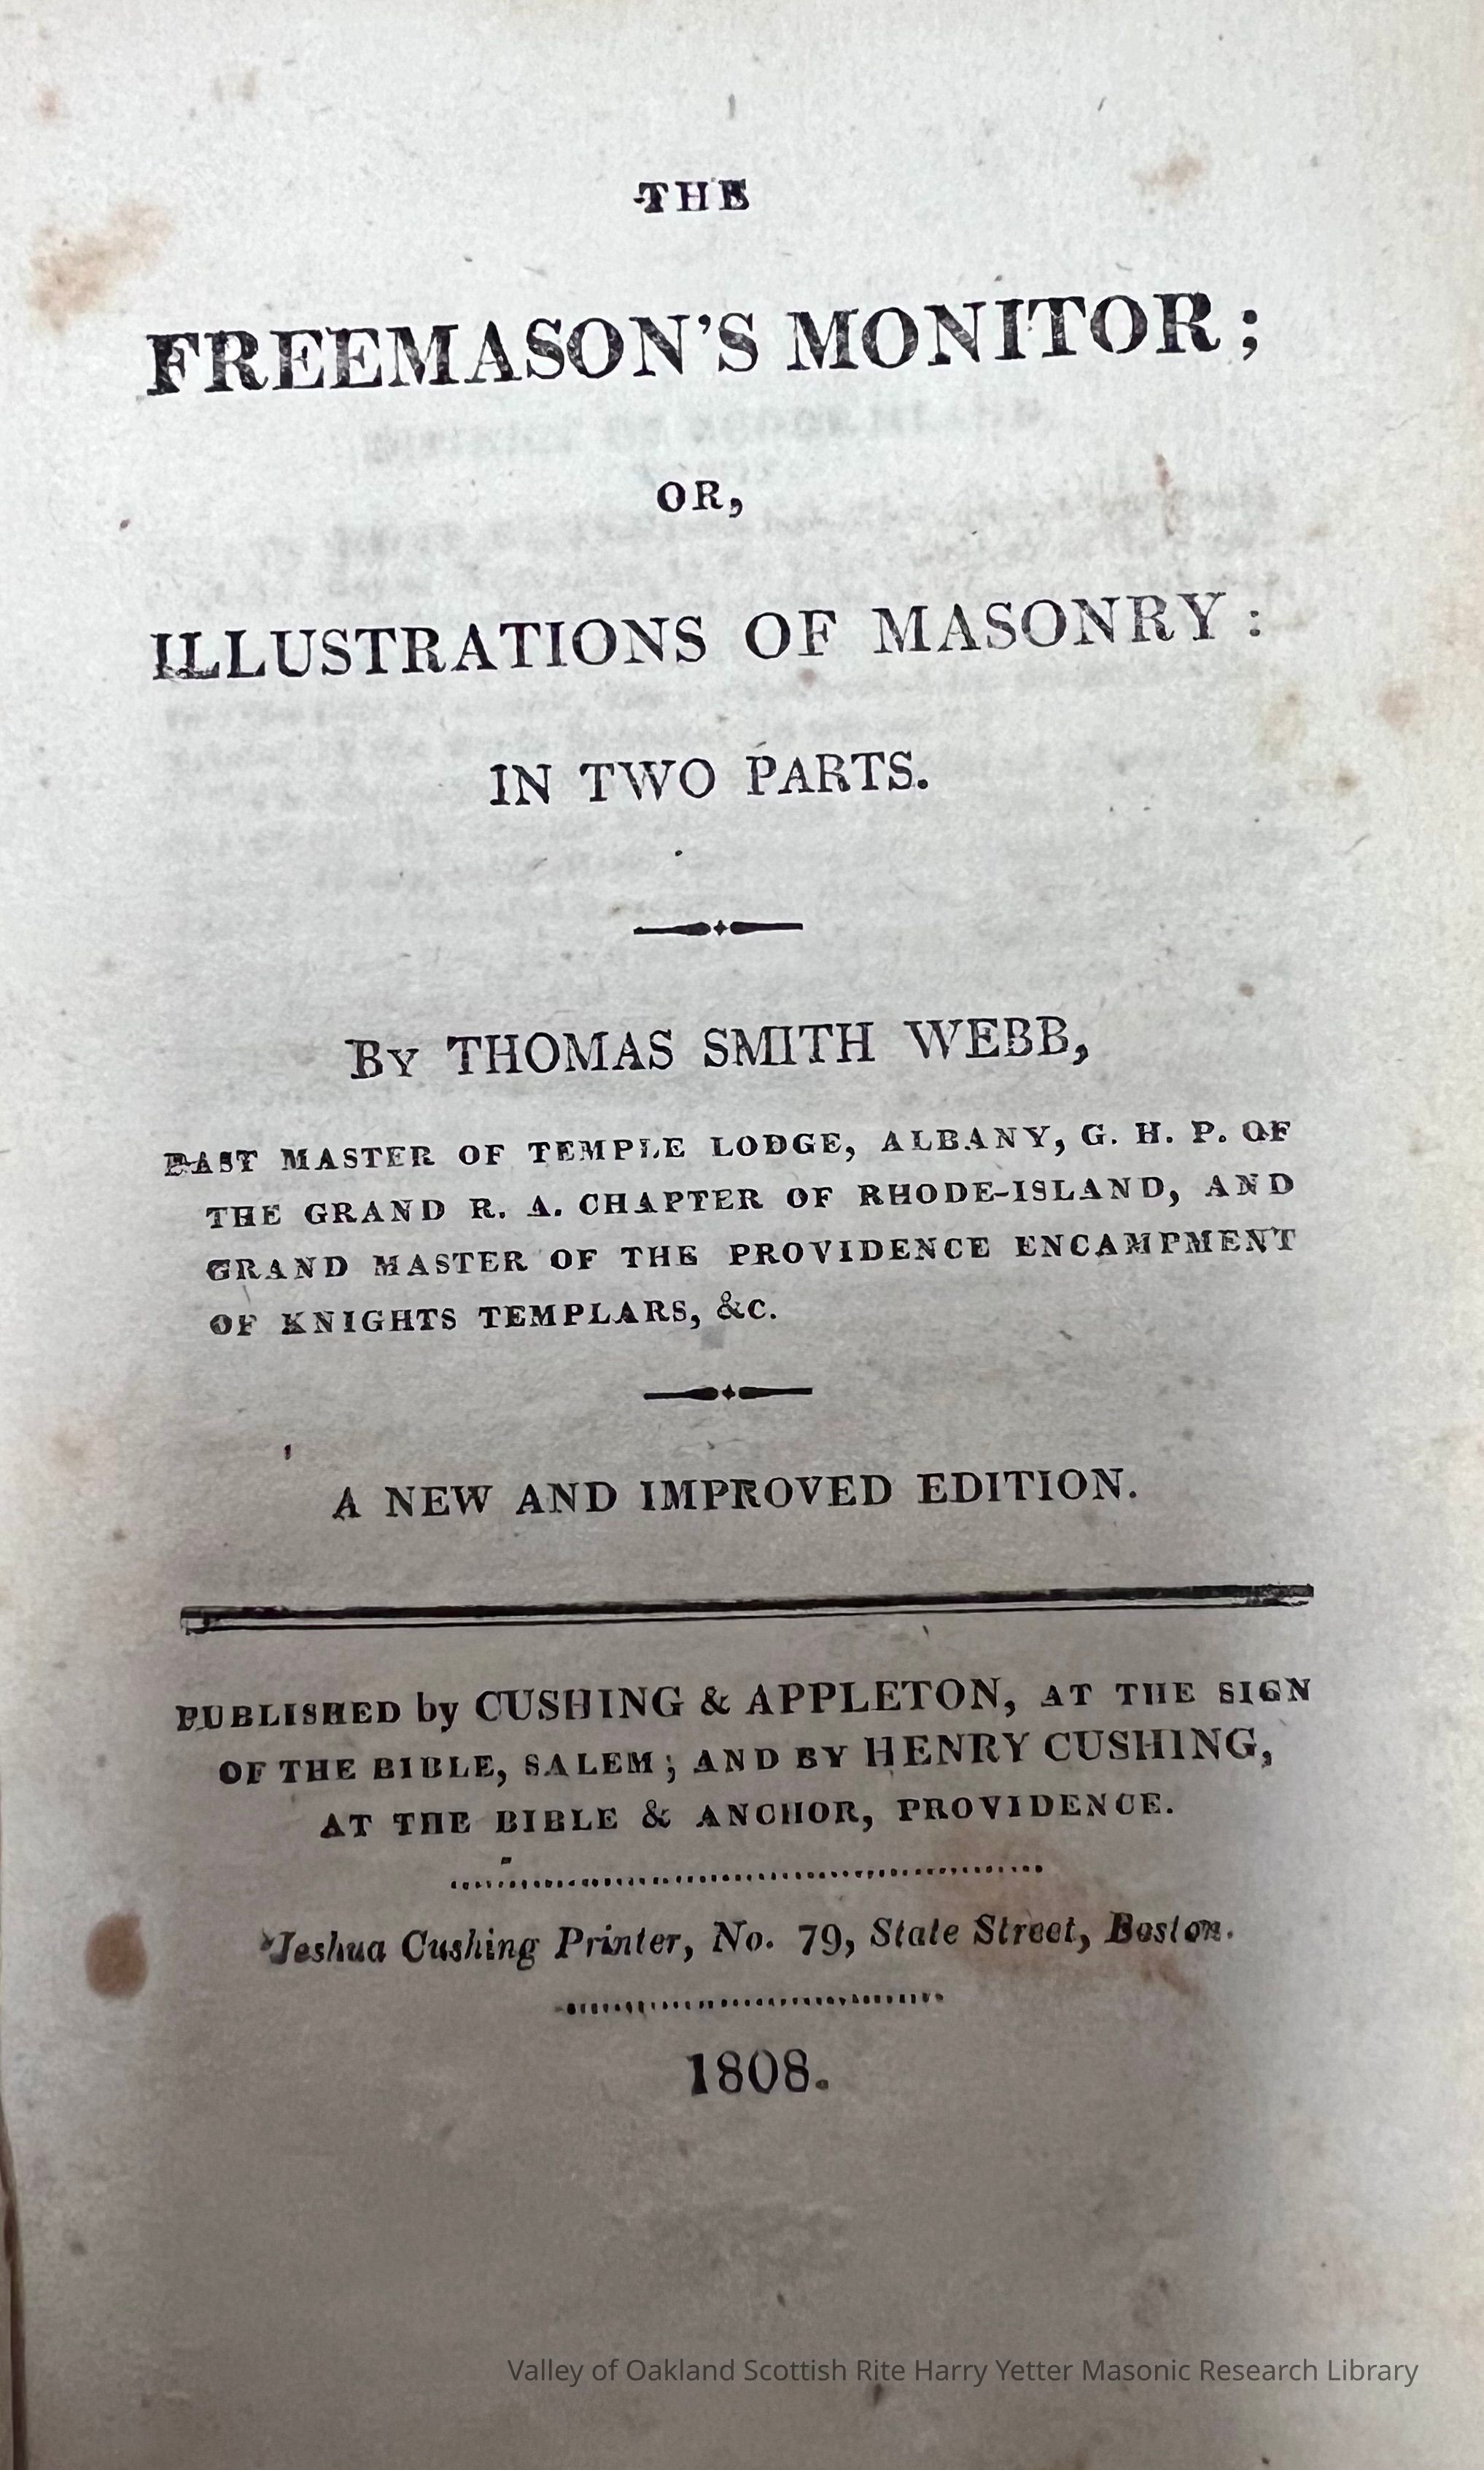 THE
FREEMASON'S MONITOR;
OR,
ILLUSTRATIONS OF MASONRY:
IN TWO PARTS.
BY THOMAS SMITH WEBB,
PAST MASTER OF TEMPLE LODGE, ALBANY, G. H. P. OF
THE GRAND R. A. CHAPTER OF RHODE-ISLAND, AND
GRAND MASTER OF THE PROVIDENCE ENCAMPMENT
OF KNIGHTS TEMPLARS, &C.
A NEW AND IMPROVED EDITION.
PUBLISHED by CUSHING & APPLETON, AT THE SIGN
OF THE BIBLE, SALEM; AND BY HENRY CUSHING,
AT THE BIBLE & ANCHOR, PROVIDENCE.
Jeshua Cushing Printer, No. 79, State Street, Boston.
1808.
Valley of Oakland Scottish Rite Harry Yetter Masonic Research Library